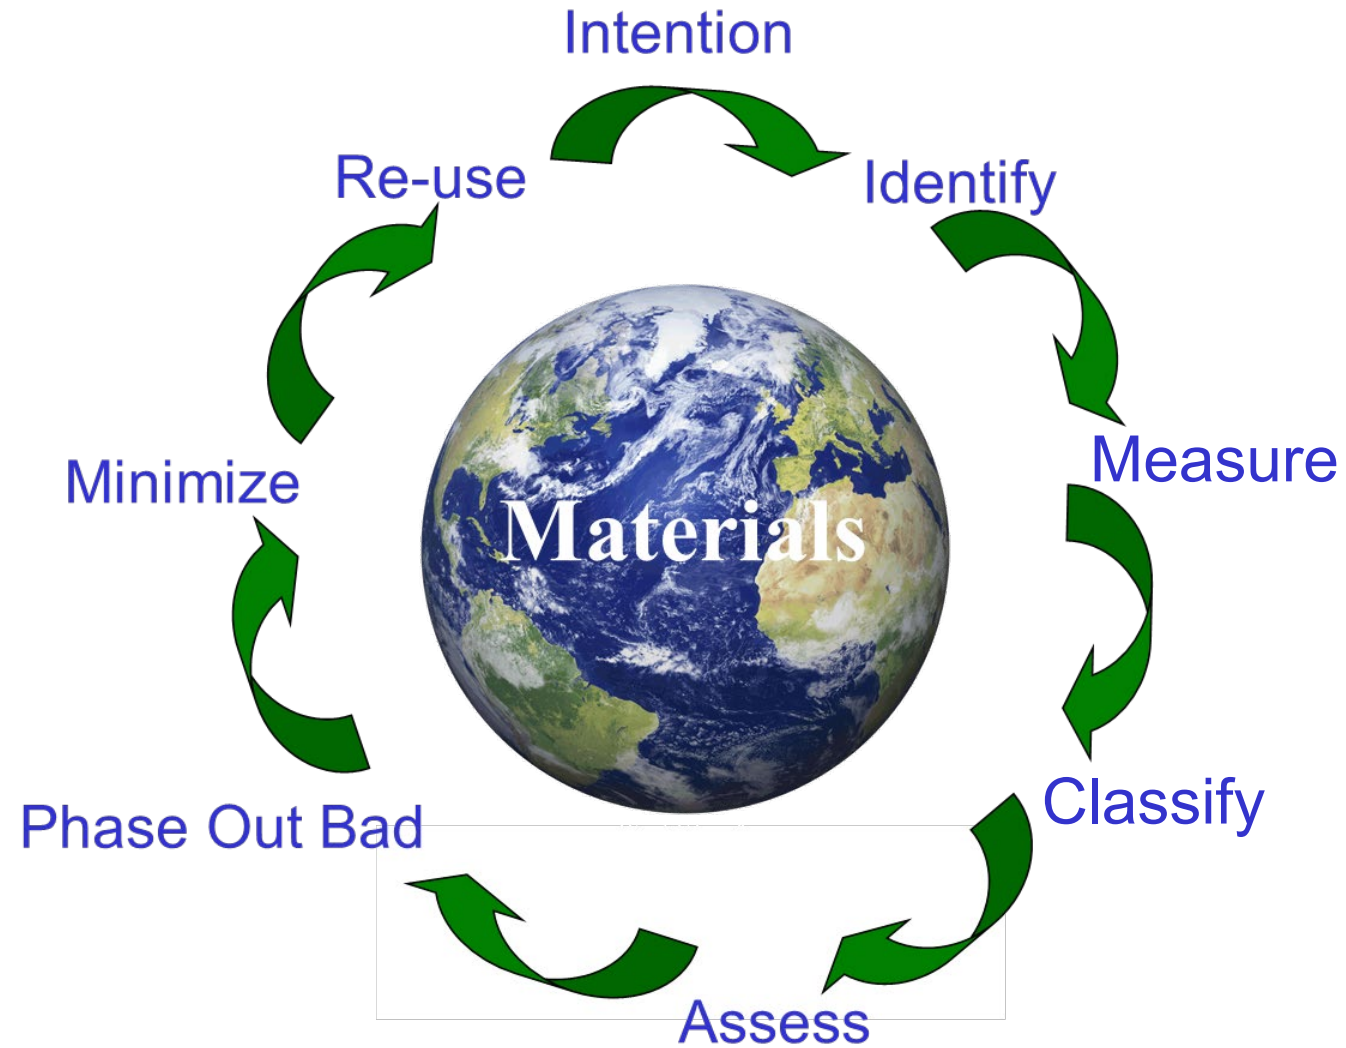 Intention
Re-use
Identify
Measure
Minimize
Materials
Classify
Phase Out Bad
Assess